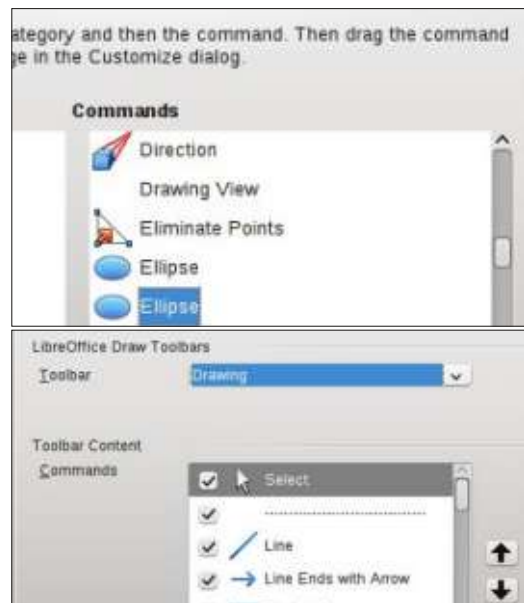 ategory and then the command. Then drag the command
ge in the Customize dialog.
Commands
Direction
Drawing View
Eliminate Points
Ellipse
Ellipse
LibreOffice Draw Toolbars
Toolbar
Drawing
Toolbar Content
Commands
Select
Line
Line Ends with Arrow